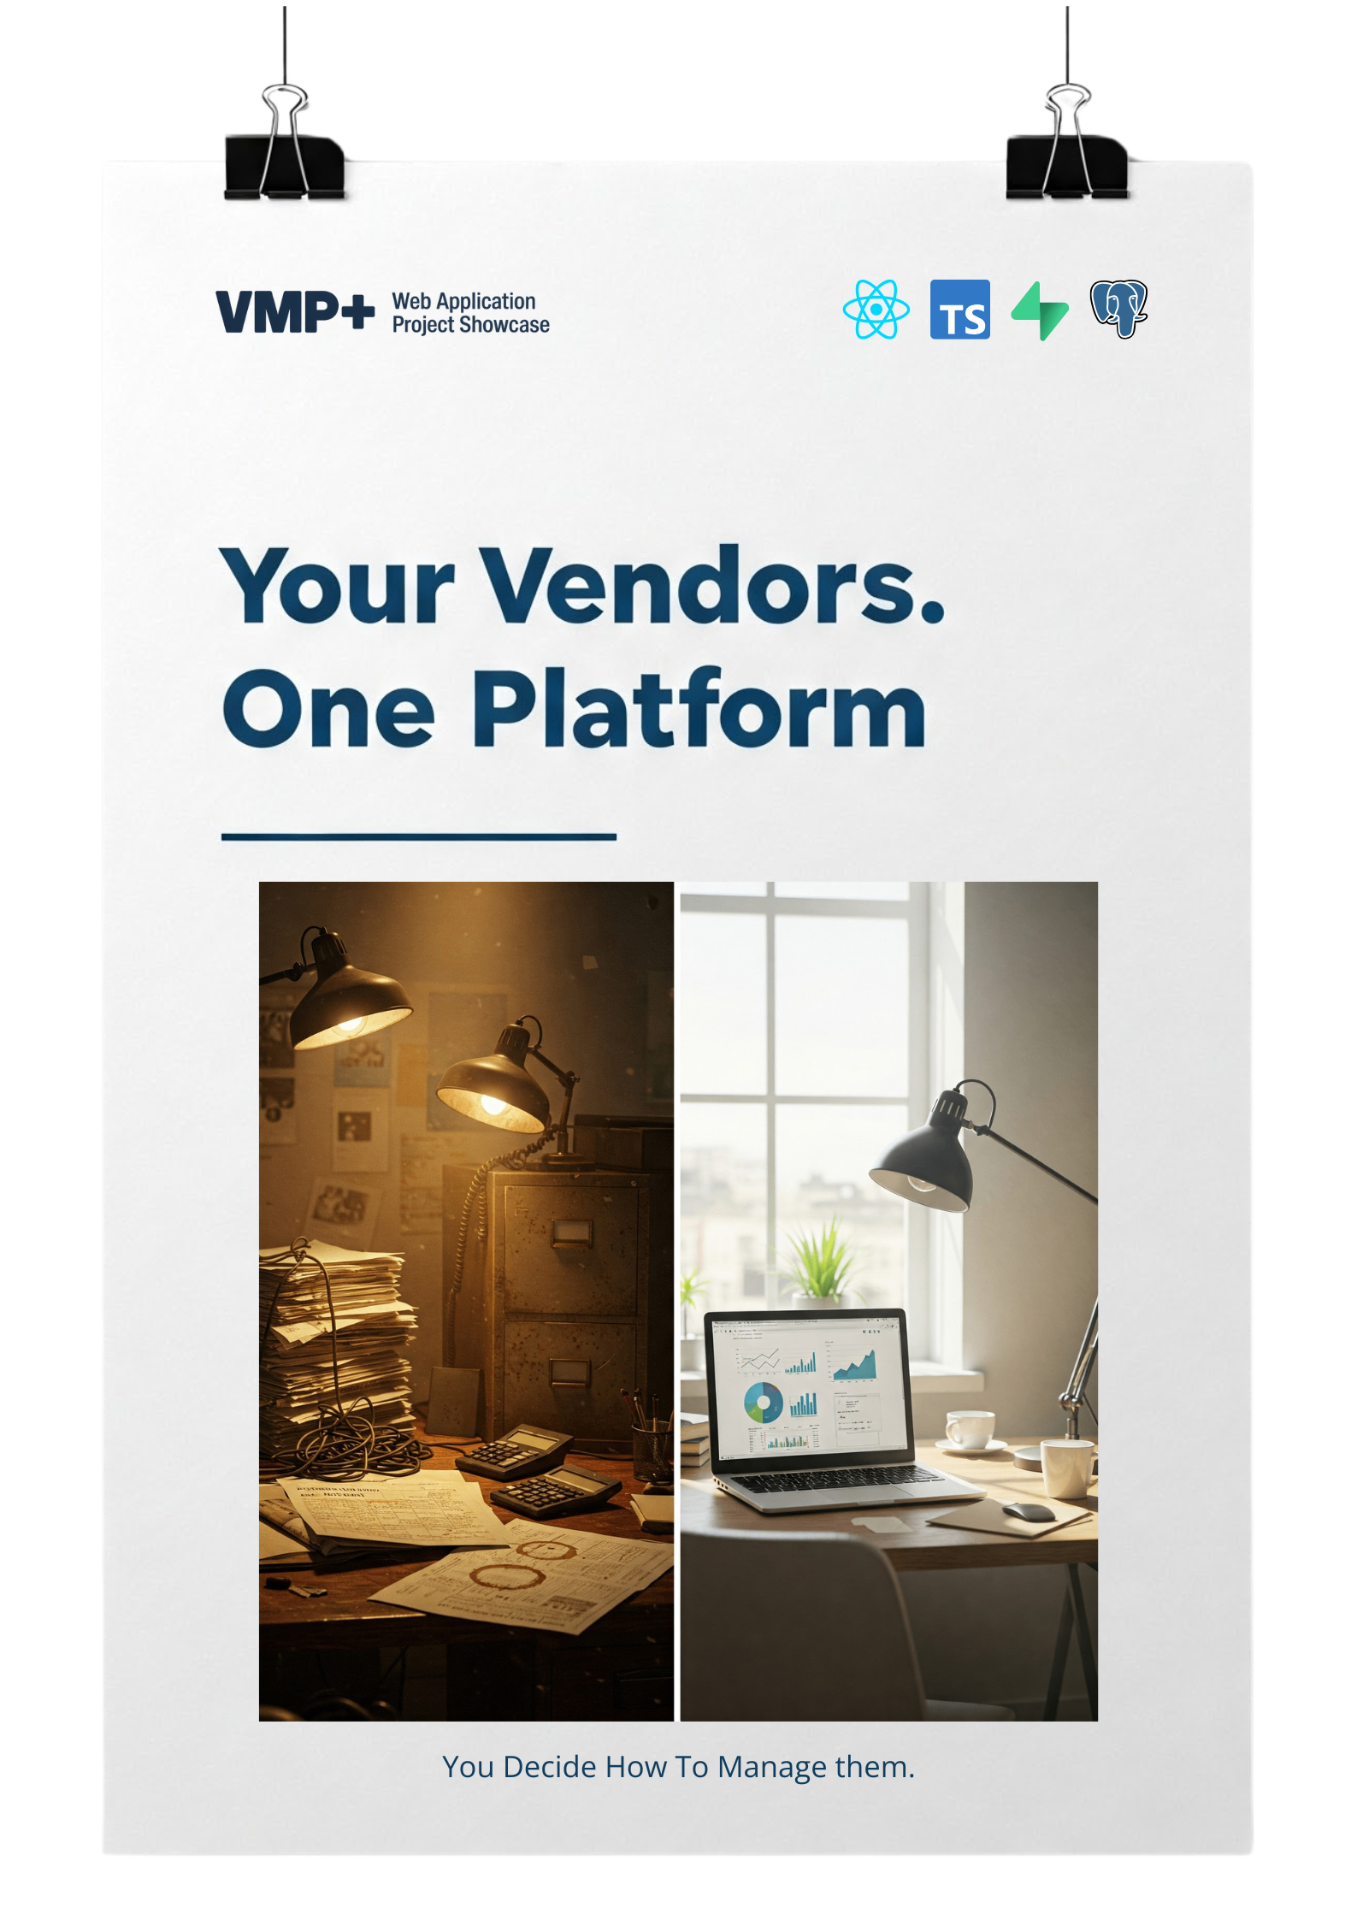 VMP+
Web Application
Project Showcase
TS
Your Vendors.
One Platform
You Decide How To Manage them.